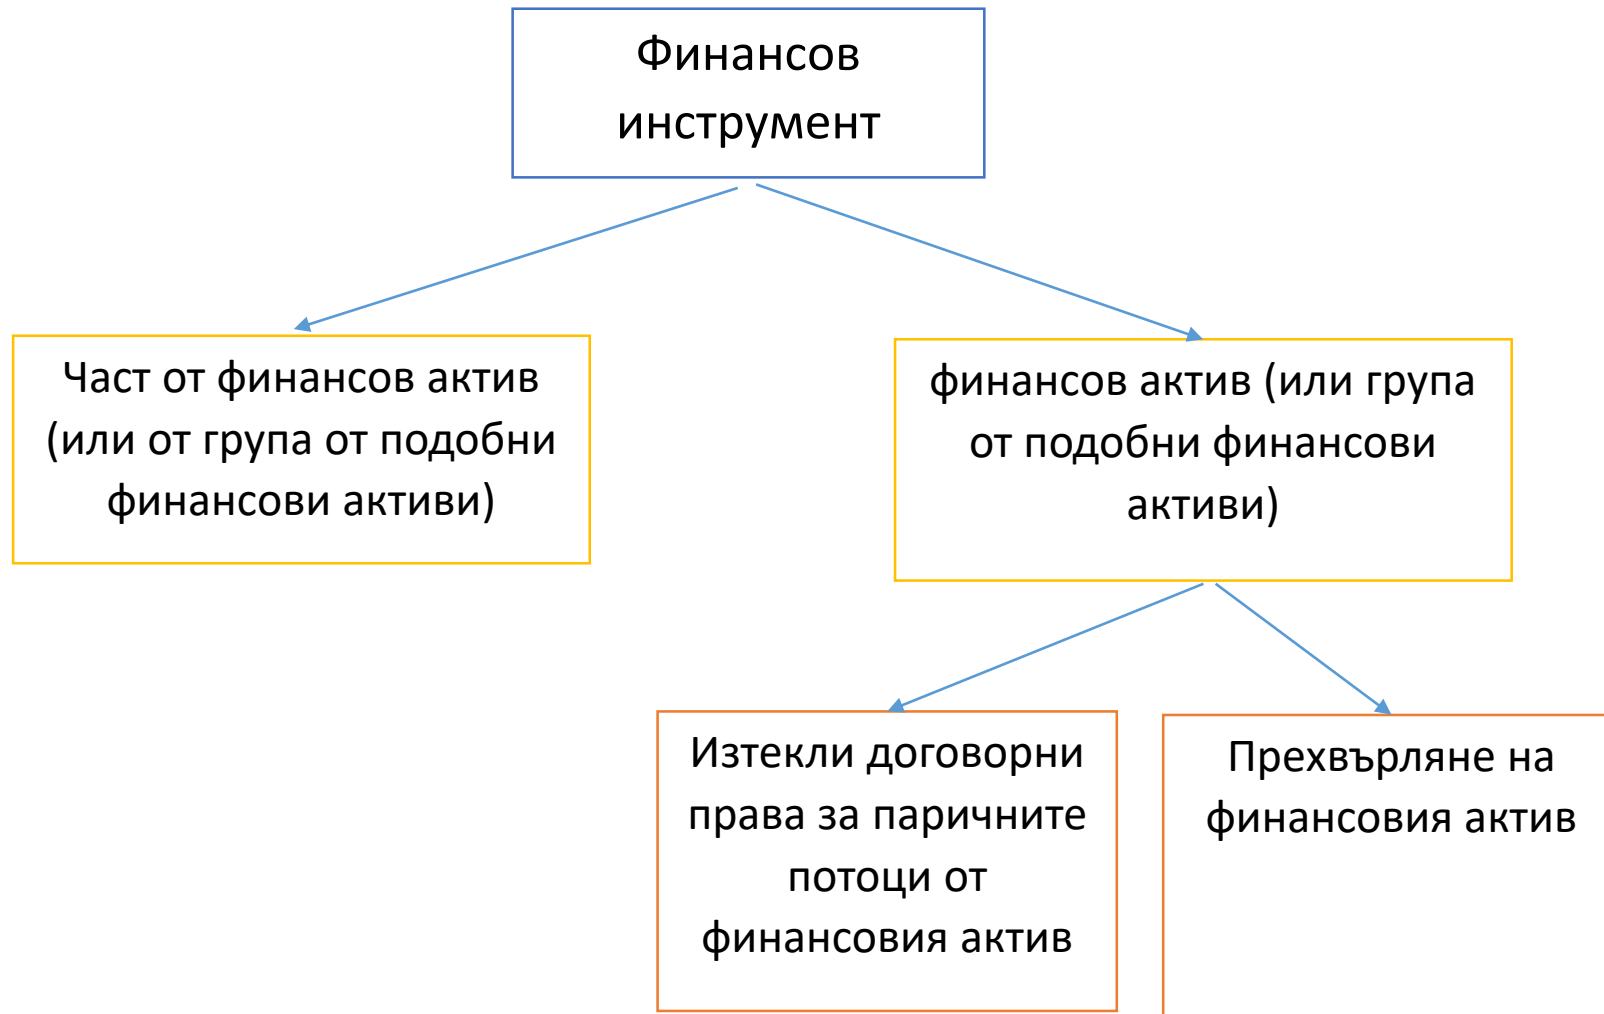 Финансов
инструмент
Част от финансов актив
(или от група от подобни
финансови активи)
финансов актив (или група
от подобни финансови
активи)
Изтекли договорни
права за паричните
потоци от
финансовия актив
Прехвърляне на
финансовия актив